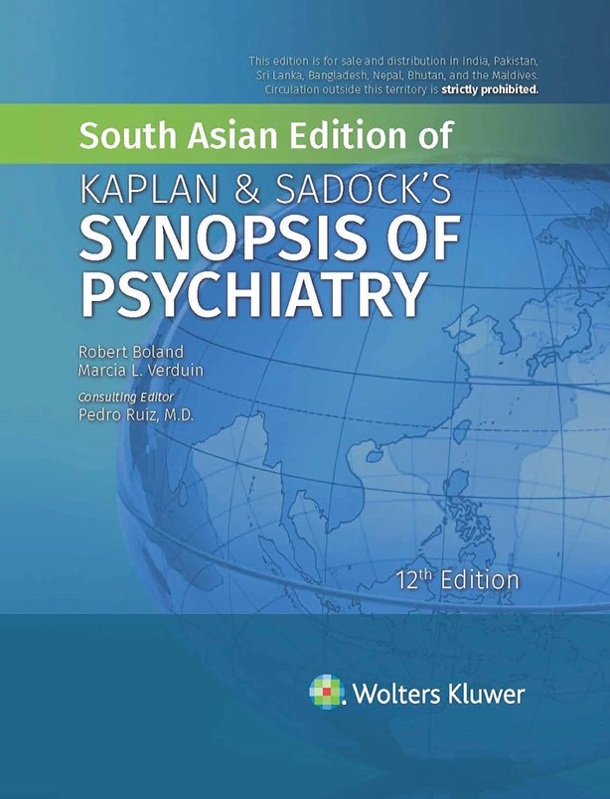 This edition is for sale and distribution in India, Pakistan,
Sri Lanka, Bangladesh, Nepal, Bhutan, and the Maldives.
Circulation outside this territory is strictly prohibited.
South Asian Edition of
KAPLAN & SADOCK'S
SYNOPSIS OF
PSYCHIATRY
Robert Boland
Marcia L. Verduin
Consulting Editor
Pedro Ruiz, M.D.
12th Edition
Wolters Kluwer